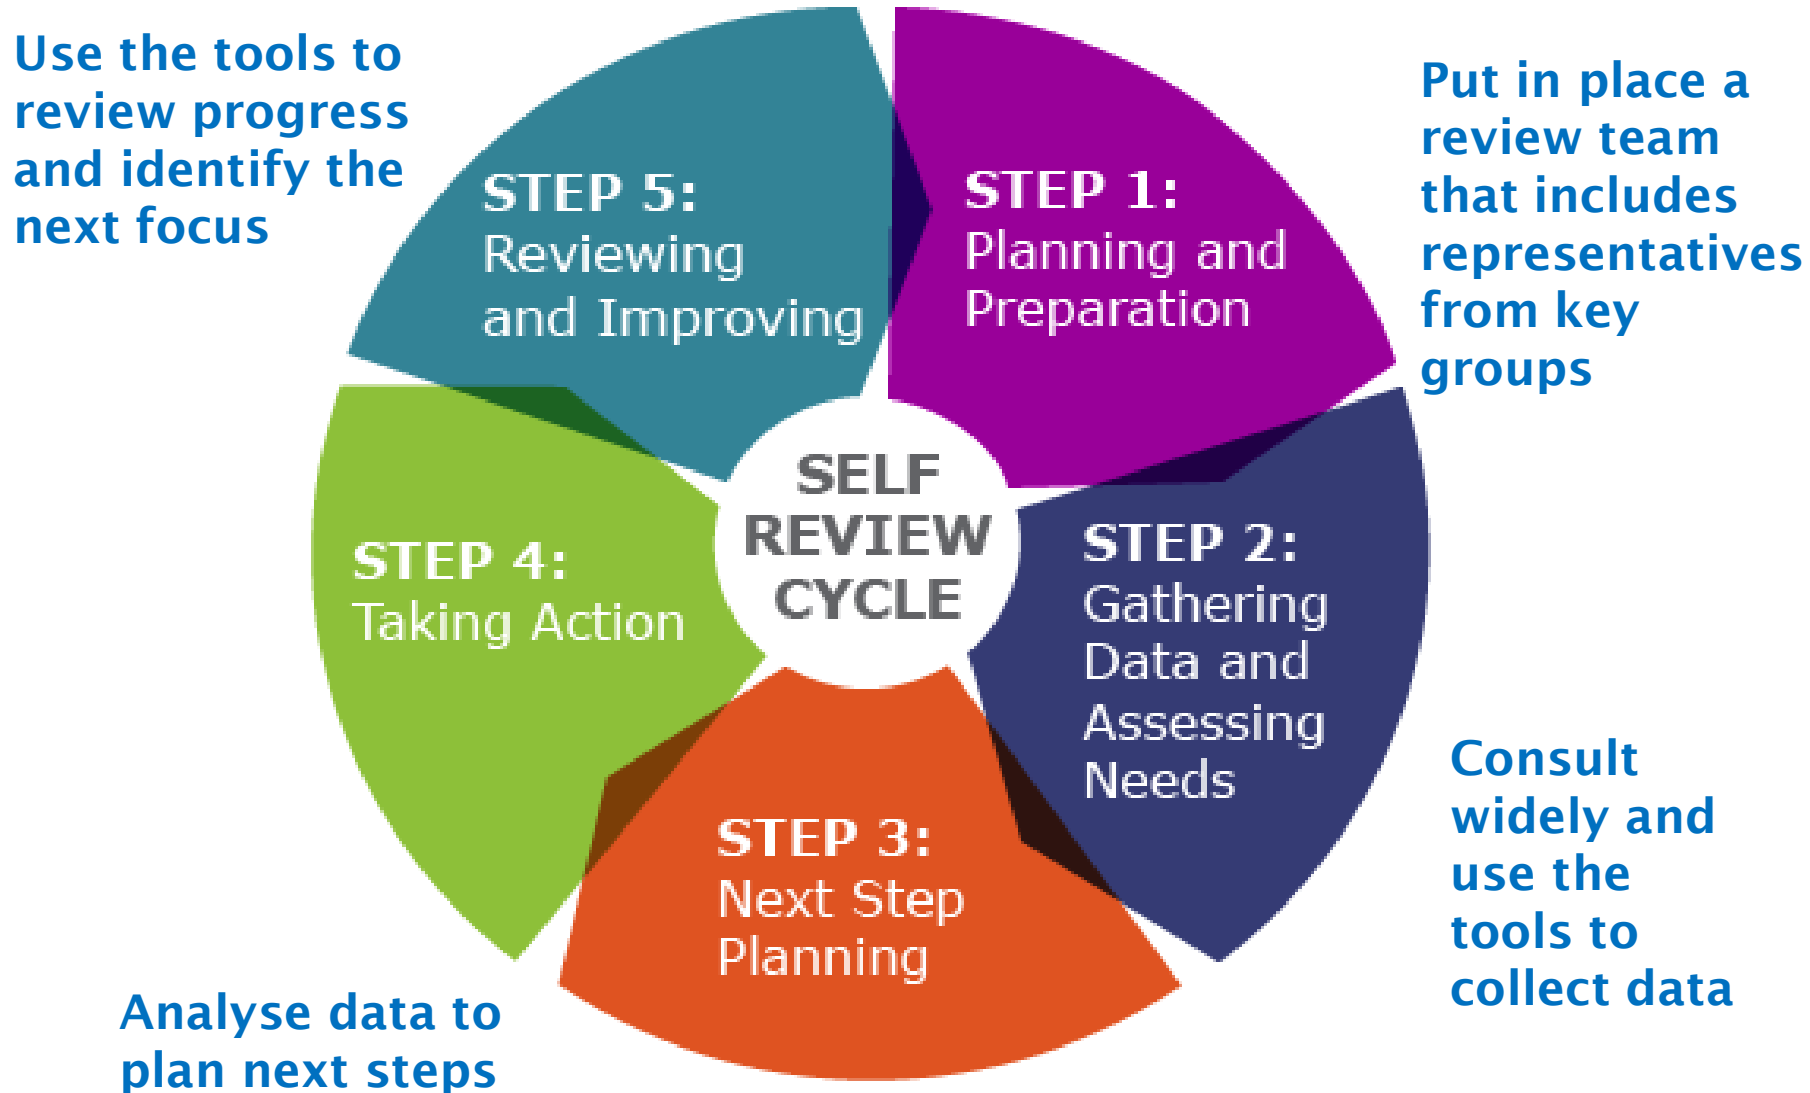 Use the tools to
review progress
and identify the
next focus
STEP 5:
Reviewing
and Improving
STEP 1:
Planning and
Preparation
Put in place a
review team
that includes
representatives
from key
groups
SELF
REVIEW
CYCLE
STEP 4:
Taking Action
STEP 2:
Gathering
Data and
Assessing
Needs
STEP 3:
Next Step
Planning
Consult
widely and
use the
tools to
collect data
Analyse data to
plan next steps